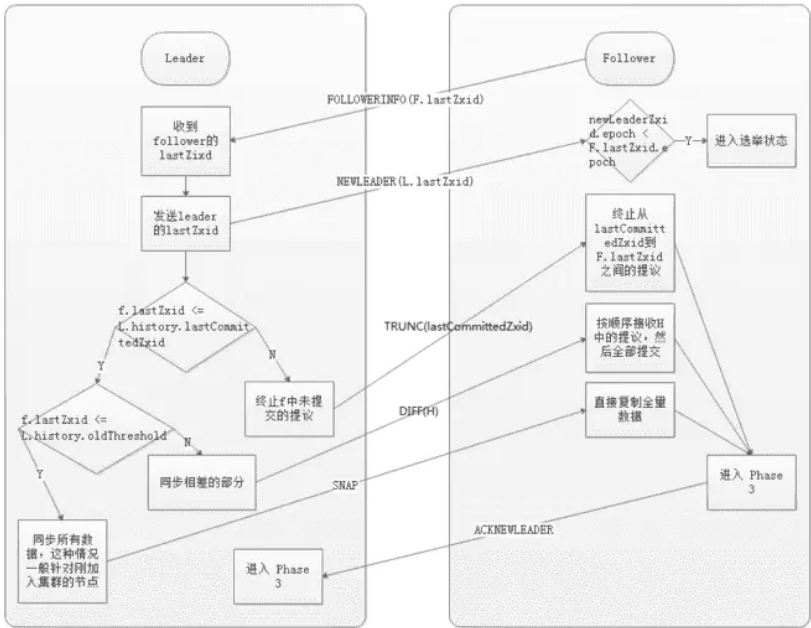 Leader
Follower
FOLLOWERINFO(F.lastZxid)
收到
follower的
lastZixd
newLeaderZxi
d.epoch <
F.lastZxid.e
poch
Y
进入选举状态
NEWLEADER(L.lastZxid)
发送leader
的lastZxid
终止从
lastCommitt
edZxid到
F.lastZxid
之间的提议
f.lastZxid <=
L.history.lastCommi
ttedZxid
TRUNC(lastCommittedZxid)
按顺序接收H
中的提议，然
后全部提交
Y
N
终止f中未提
交的提议
DIFF(H)
直接复制全量
数据
f.lastZxid <=
L.history.oldThreshold
N
Y
同步相差的部分
SNAP
进入 Phase
3
ACKNEWLEADER
同步所有数
据，这种情况
一般针对刚加
入集群的节点
进入 Phase
3